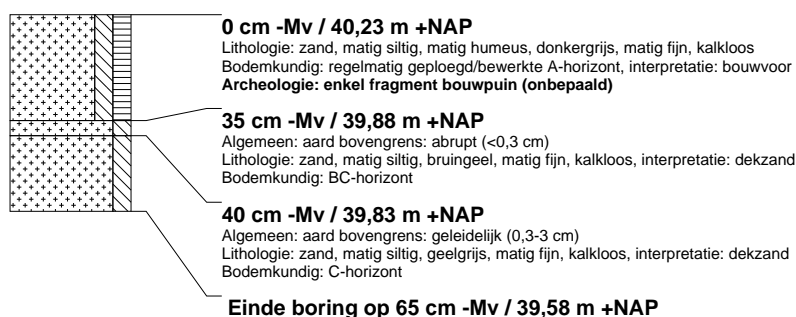 0 cm -Mv / 40,23 m +NAP
Lithologie: zand, matig siltig, matig humeus, donkergrijs, matig fijn, kalkloos
Bodemkundig: regelmatig geploegd/bewerkte A-horizont, interpretatie: bouwvoor
Archeologie: enkel fragment bouwpuin (onbepaald)
35 cm -Mv / 39,88 m +NAP
Algemeen: aard bovengrens: abrupt (<0,3 cm)
Lithologie: zand, matig siltig, bruingeel, matig fijn, kalkloos, interpretatie: dekzand
Bodemkundig: BC-horizont
40 cm -Mv / 39,83 m +NAP
Algemeen: aard bovengrens: geleidelijk (0,3-3 cm)
Lithologie: zand, matig siltig, geelgrijs, matig fijn, kalkloos, interpretatie: dekzand
Bodemkundig: C-horizont
Einde boring op 65 cm -Mv / 39,58 m +NAP